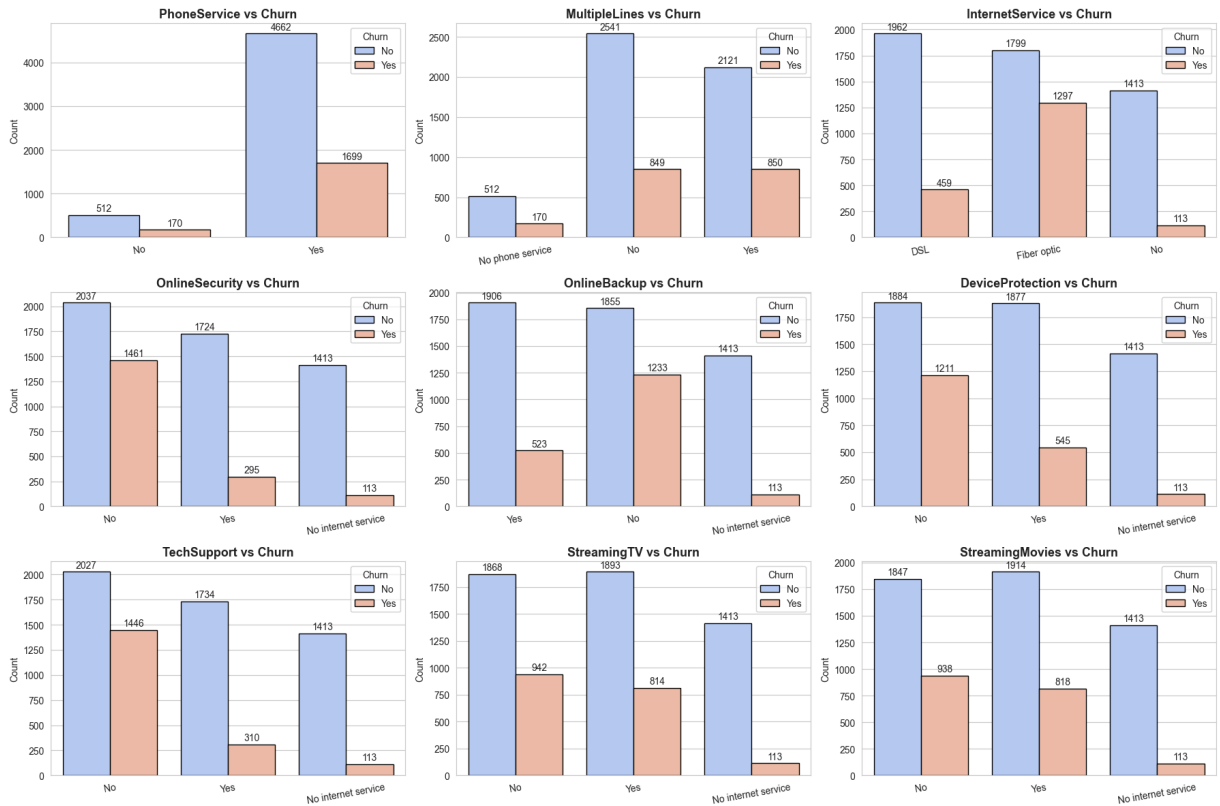 PhoneService vs Churn
4662
Churn
No
Yes
4000
3000
2000
1000
0
Count
1699
512
170
No
Yes
MultipleLines vs Churn
2541
2121
Churn
No
Yes
2500
2000
1500
1000
500
0
Count
849
850
512
170
No phone service
No
Yes
InternetService vs Churn
1962
1799
1413
1297
Churn
No
Yes
2000
1750
1500
1250
1000
750
500
250
0
Count
459
113
DSL
Fiber optic
No
OnlineSecurity vs Churn
2037
1724
1461
1413
Churn
No
Yes
2000
1750
1500
1250
1000
750
500
250
0
Count
295
113
No
Yes
No internet service
OnlineBackup vs Churn
1906
1855
1413
1233
Churn
No
Yes
2000
1750
1500
1250
1000
750
500
250
0
Count
523
113
Yes
No
No internet service
DeviceProtection vs Churn
1884
1877
1413
1211
Churn
No
Yes
1750
1500
1250
1000
750
500
250
0
Count
545
113
No
Yes
No internet service
TechSupport vs Churn
2027
1734
1446
1413
Churn
No
Yes
2000
1750
1500
1250
1000
750
500
250
0
Count
310
113
No
Yes
No internet service
StreamingTV vs Churn
1868
1893
1413
Churn
No
Yes
1750
1500
1250
1000
750
500
250
0
Count
942
814
113
No
Yes
No internet service
StreamingMovies vs Churn
1847
1914
1413
Churn
No
Yes
2000
1750
1500
1250
1000
750
500
250
0
Count
938
818
113
No
Yes
No internet service